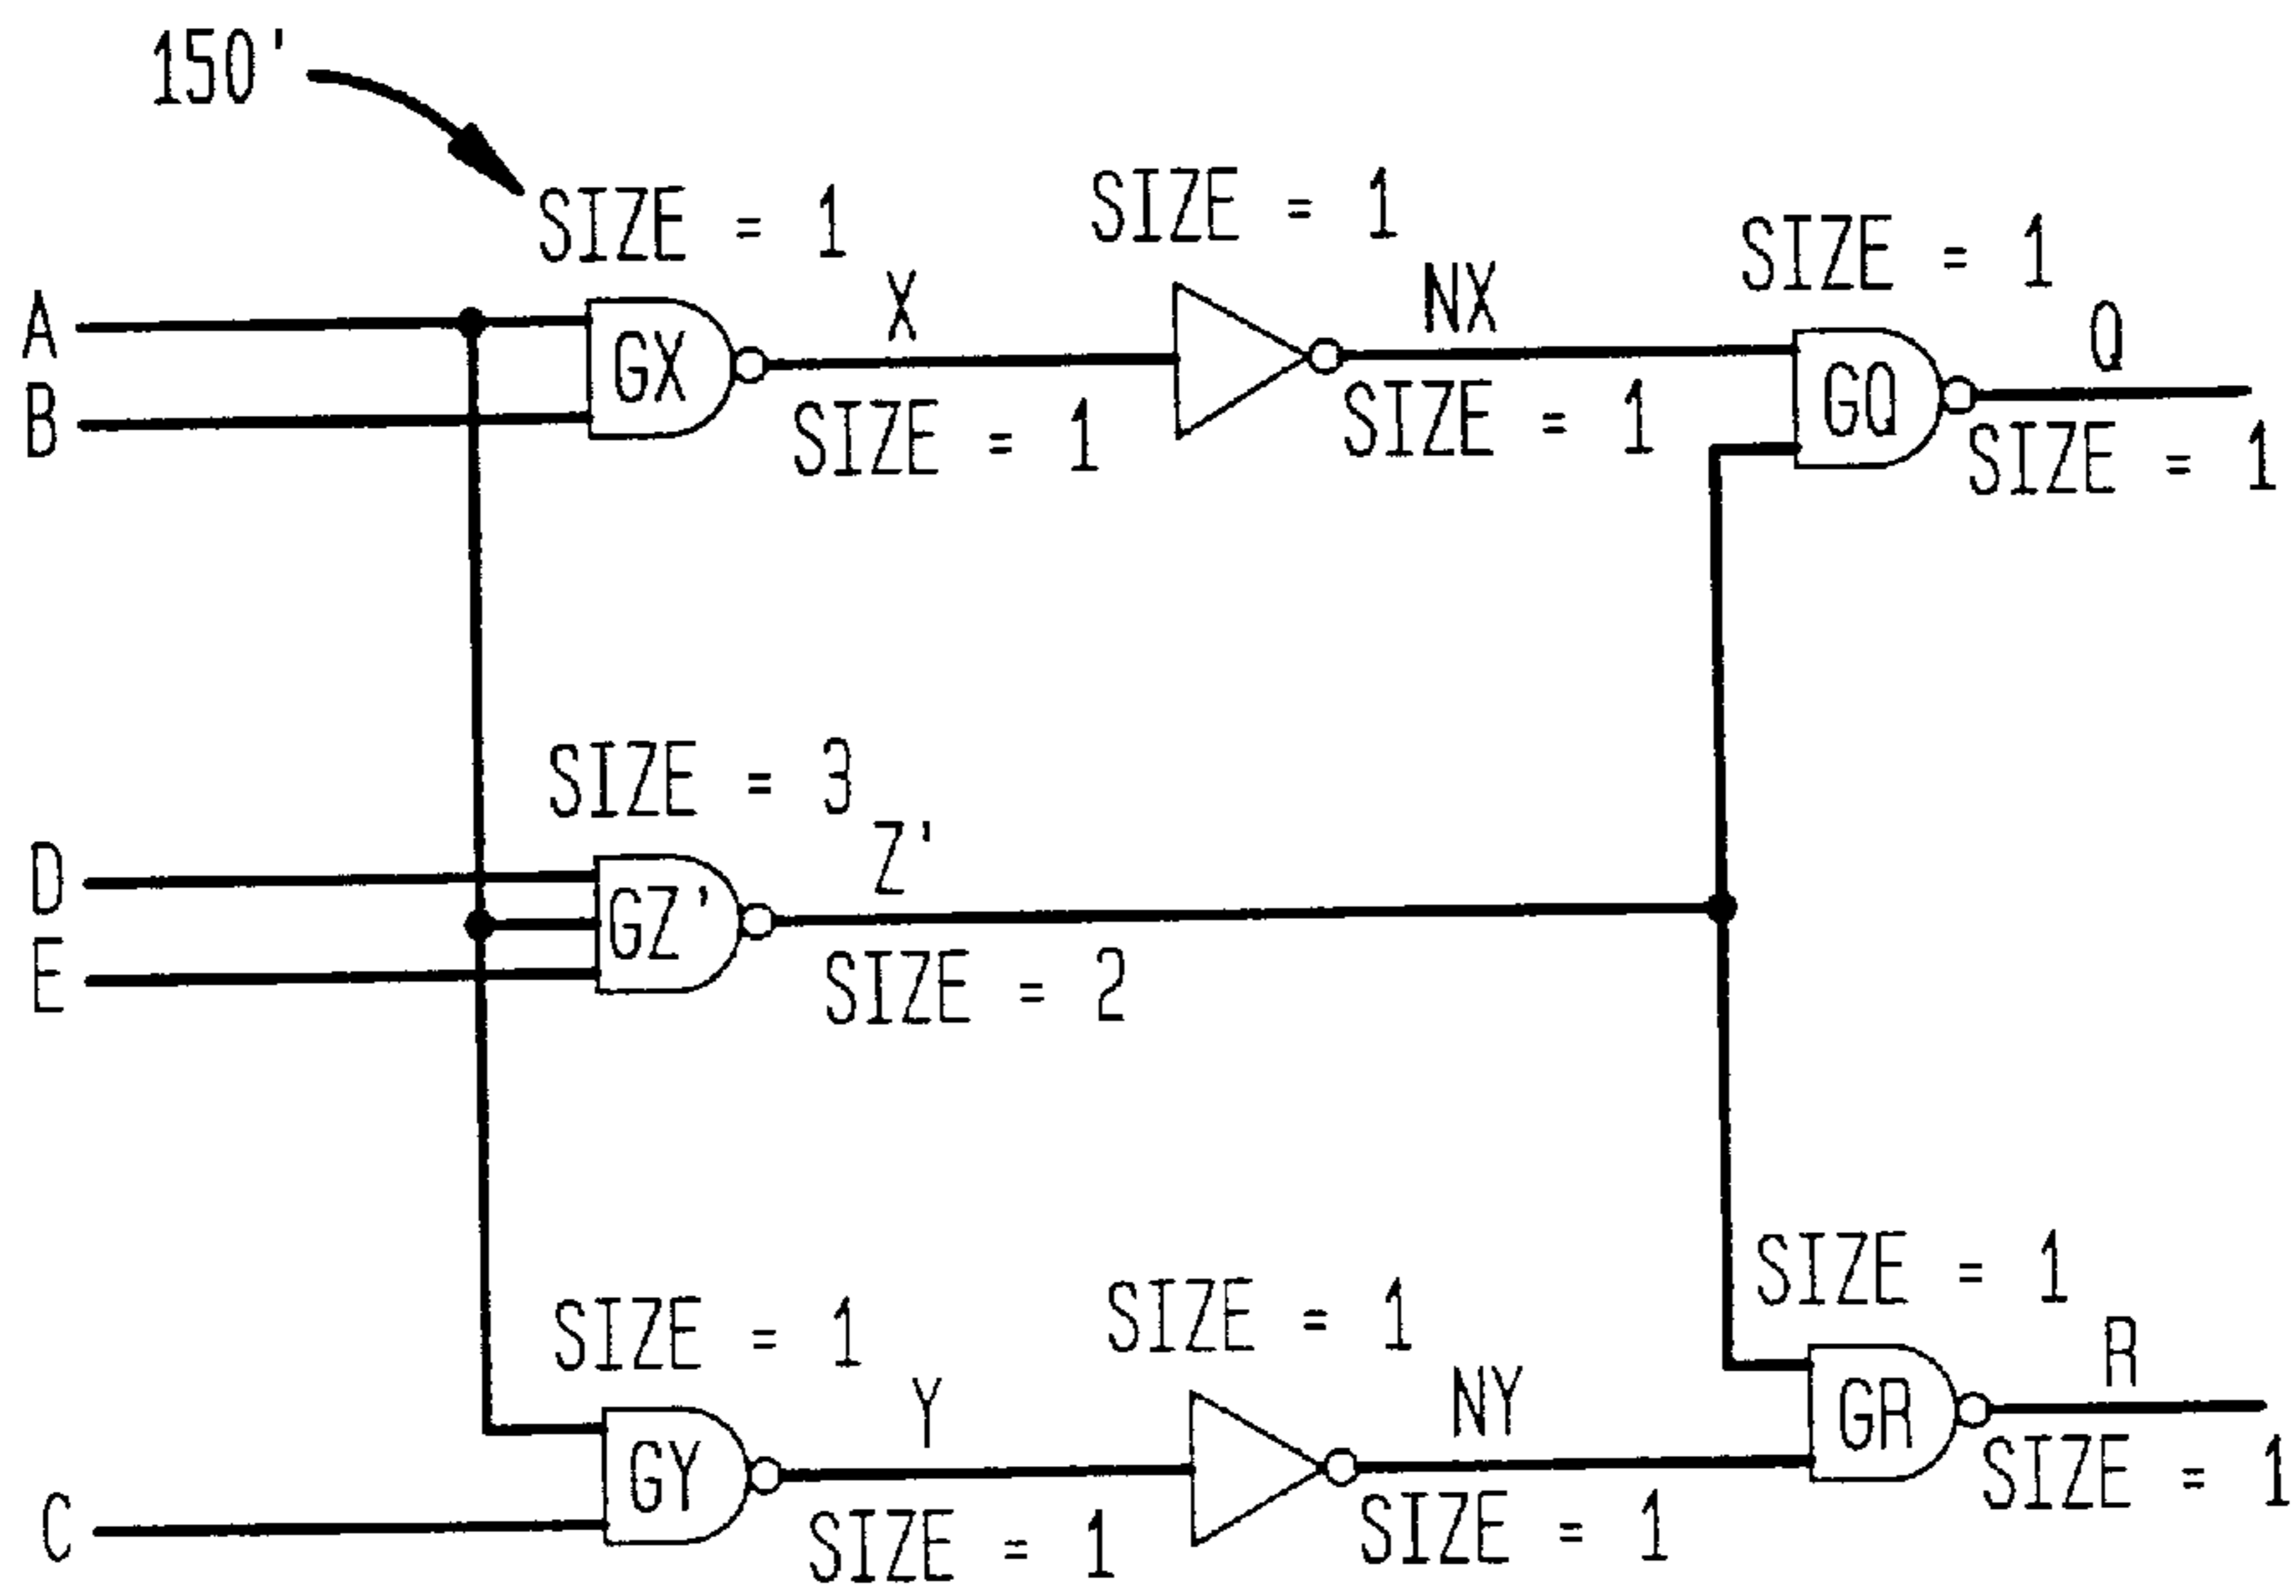 150'
SIZE = 1
SIZE = 1
SIZE = 1
A
X
NX
Q
B
GX
GQ
SIZE = 1
SIZE = 1
SIZE = 1
SIZE = 3
Z'
D
GZ'
E
SIZE = 2
SIZE = 1
SIZE = 1
SIZE = 1
Y
NY
R
GY
GR
C
SIZE = 1
SIZE = 1
SIZE = 1